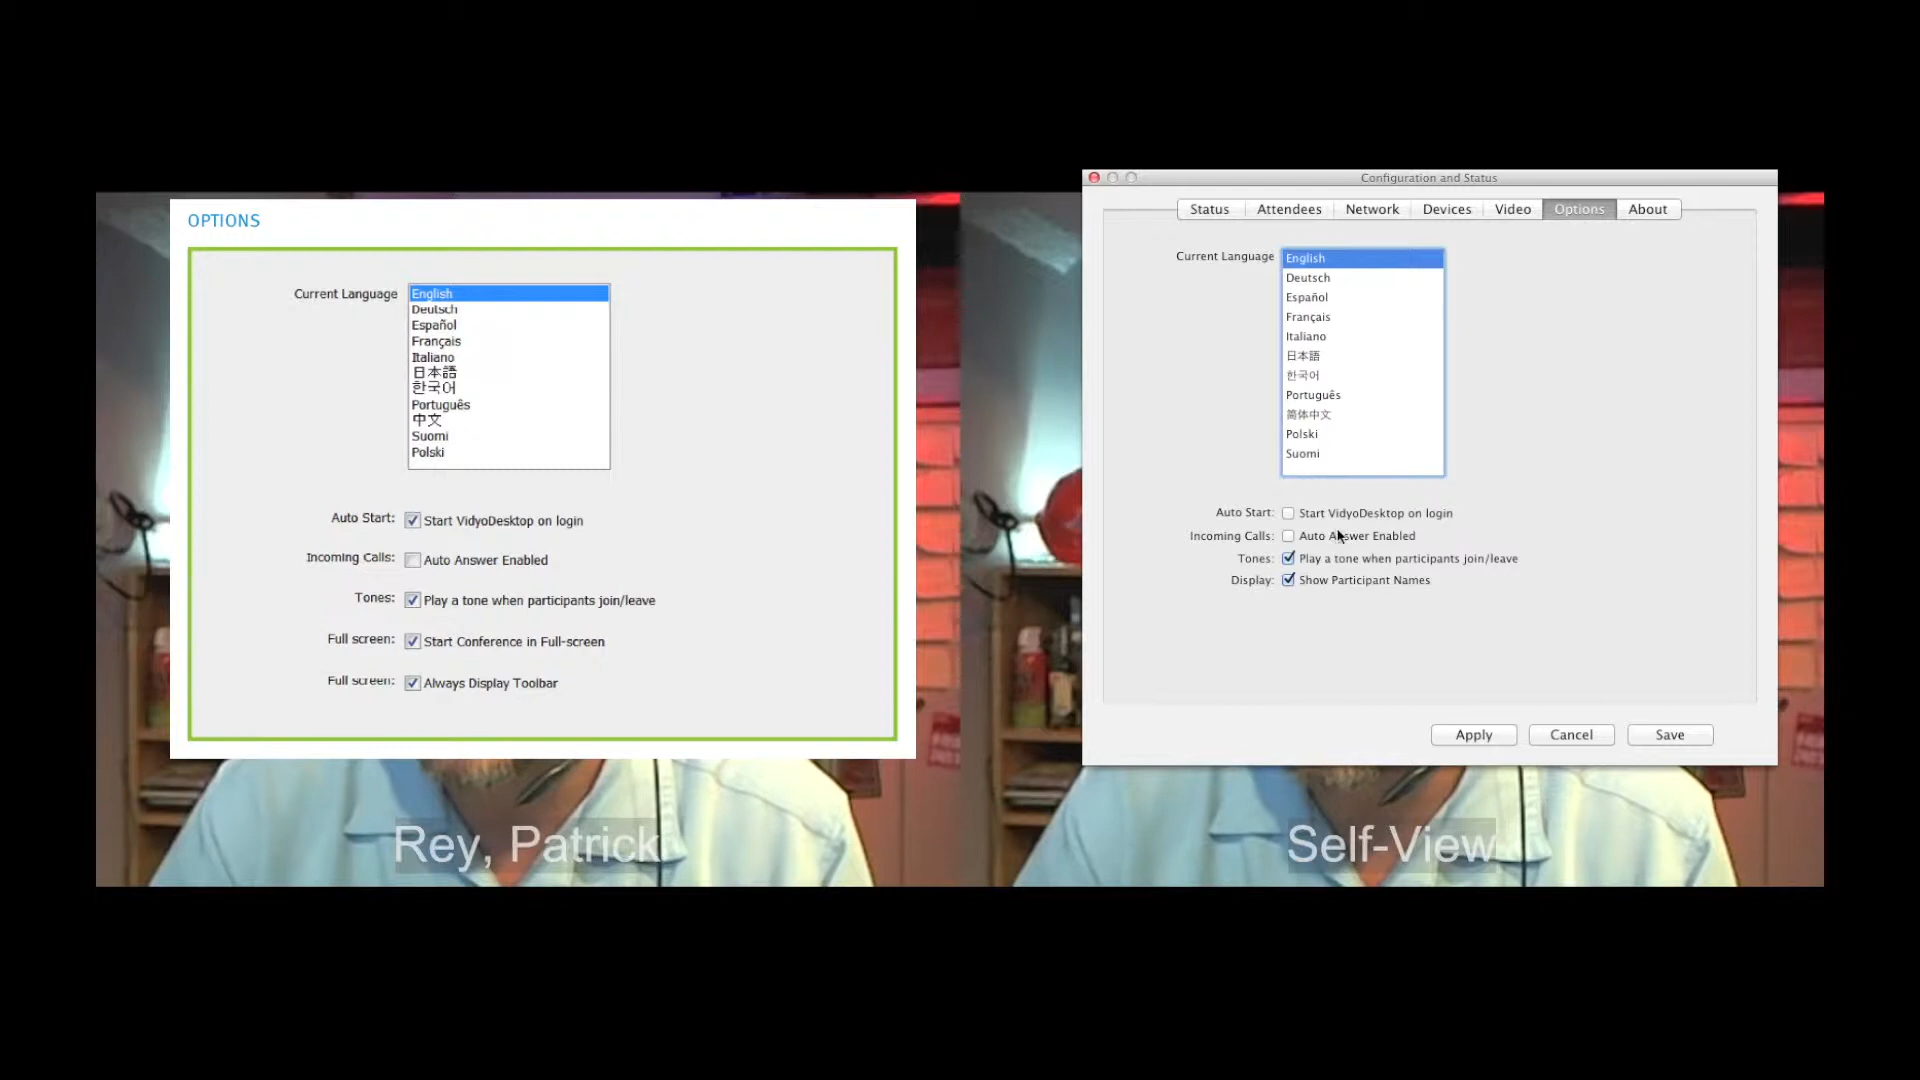 OPTIONS
Current Language
English
Deutsch
Español
Français
Italiano
日本語
한국어
Português
中文
Suomi
Polski
Auto Start: Start VidyoDesktop on login
Incoming Calls: Auto Answer Enabled
Tones: Play a tone when participants join/leave
Full screen: Start Conference in Full-screen
Full screen: Always Display Toolbar
Rey, Patrick
Configuration and Status
Status Attendees Network Devices Video Options About
Current Language
English
Deutsch
Español
Français
Italiano
日本語
한국어
Português
简体中文
Polski
Suomi
Auto Start: Start VidyoDesktop on login
Incoming Calls: Auto Answer Enabled
Tones: Play a tone when participants join/leave
Display: Show Participant Names
Apply Cancel Save
Self-View